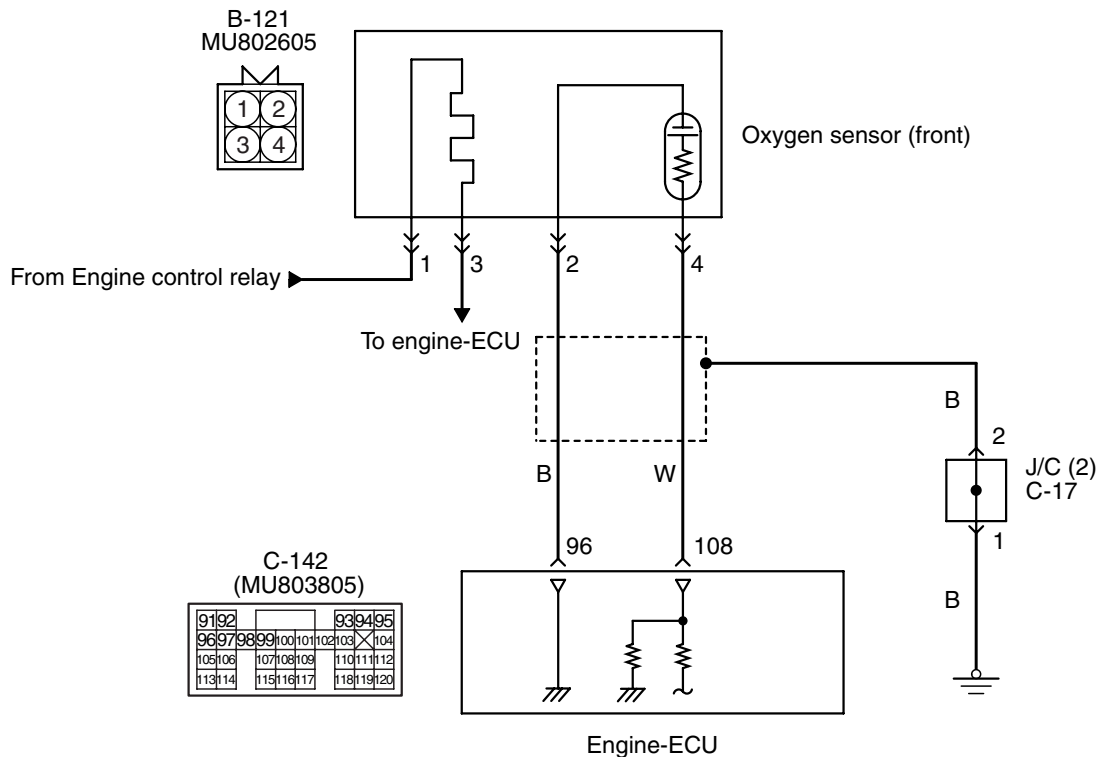 B-121
MU802605
1 2
3 4
Oxygen sensor (front)
1 3 2 4
From Engine control relay
To engine-ECU
B
2
J/C (2)
C-17
B W
1
96 108
C-142
(MU803805)
B
91 92 93 94 95
96 97 98 99 100 101 102 103 104
105 106 107 108 109 110 111 112
113 114 115 116 117 118 119 120
Engine-ECU